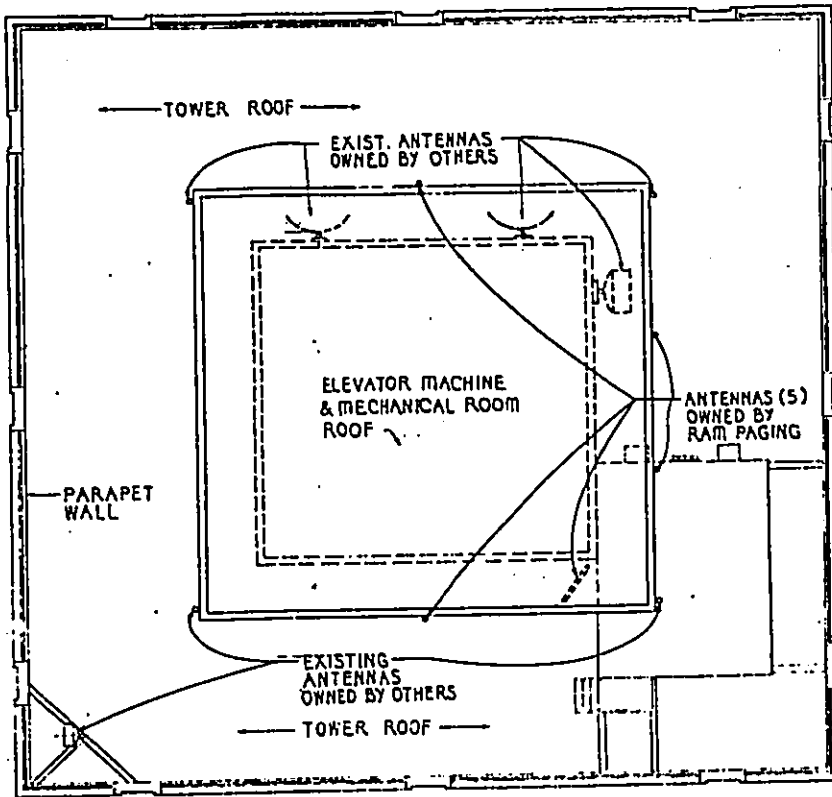 TOWER ROOF
EXIST. ANTENNAS
OWNED BY OTHERS
ELEVATOR MACHINE
& MECHANICAL ROOM
ROOF
ANTENNAS (5)
OWNED BY
RAM PAGING
PARAPET
WALL
EXISTING
ANTENNAS
OWNED BY OTHERS
TOWER ROOF